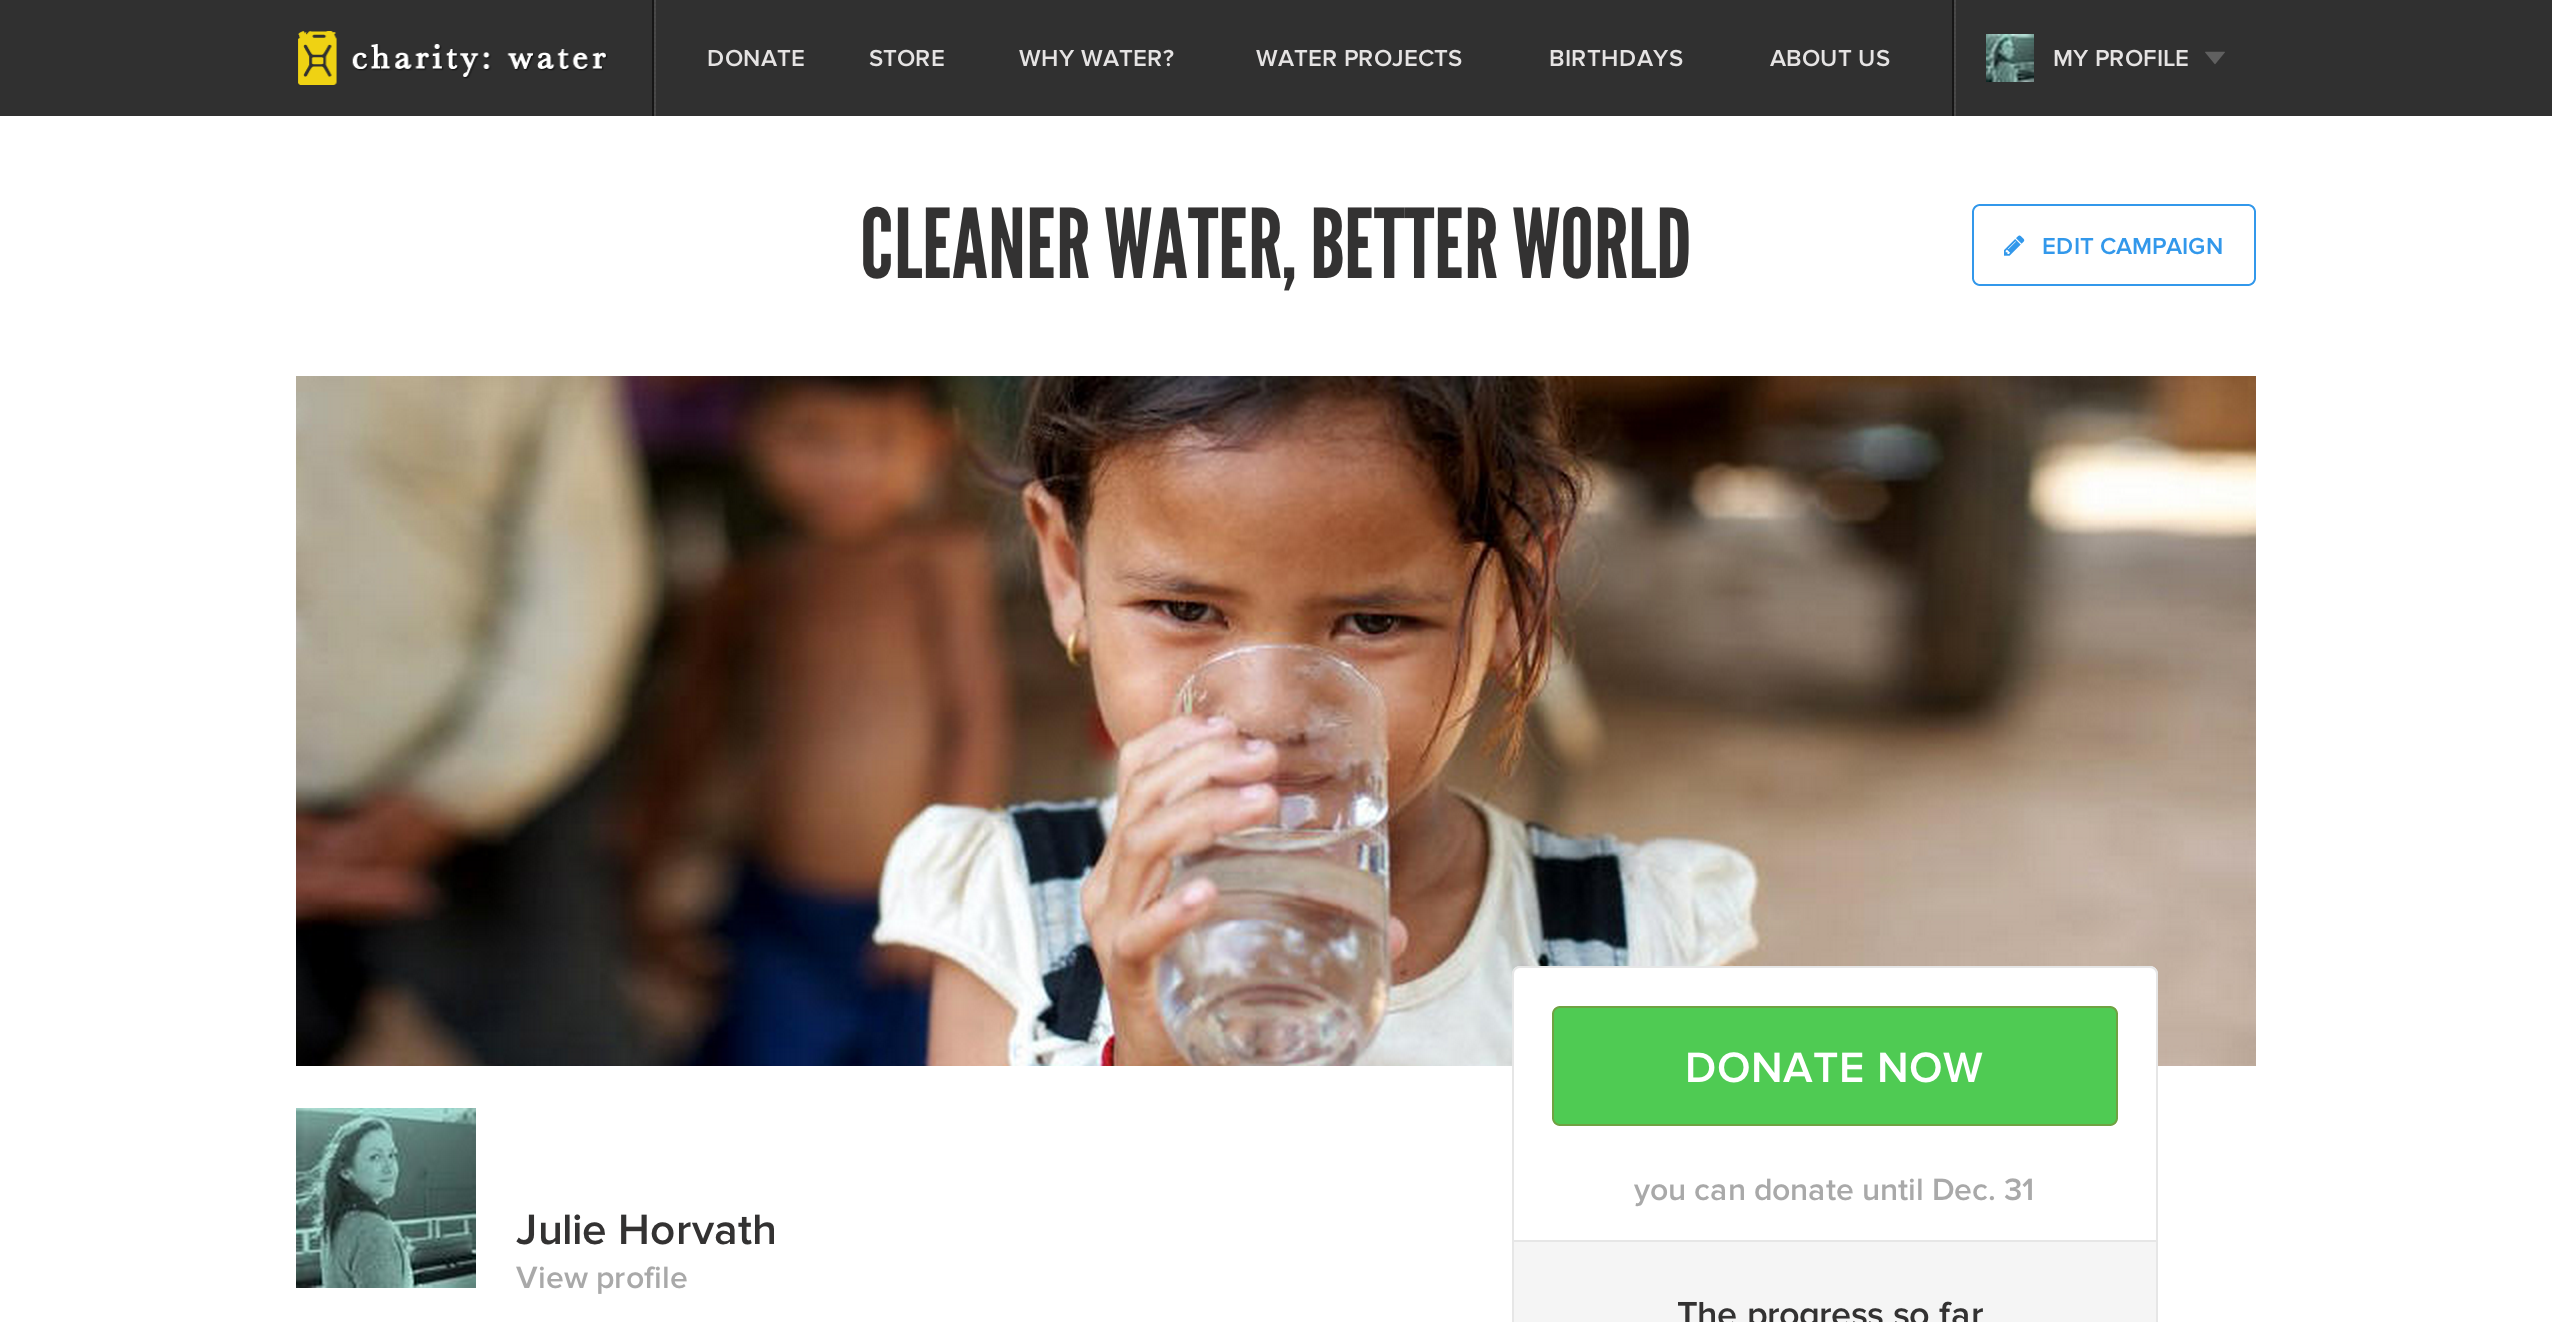 charity: water
DONATE
STORE
WHY WATER?
WATER PROJECTS
BIRTHDAYS
ABOUT US
MY PROFILE
CLEANER WATER, BETTER WORLD
EDIT CAMPAIGN
DONATE NOW
you can donate until Dec. 31
Julie Horvath
View profile
The progress so far